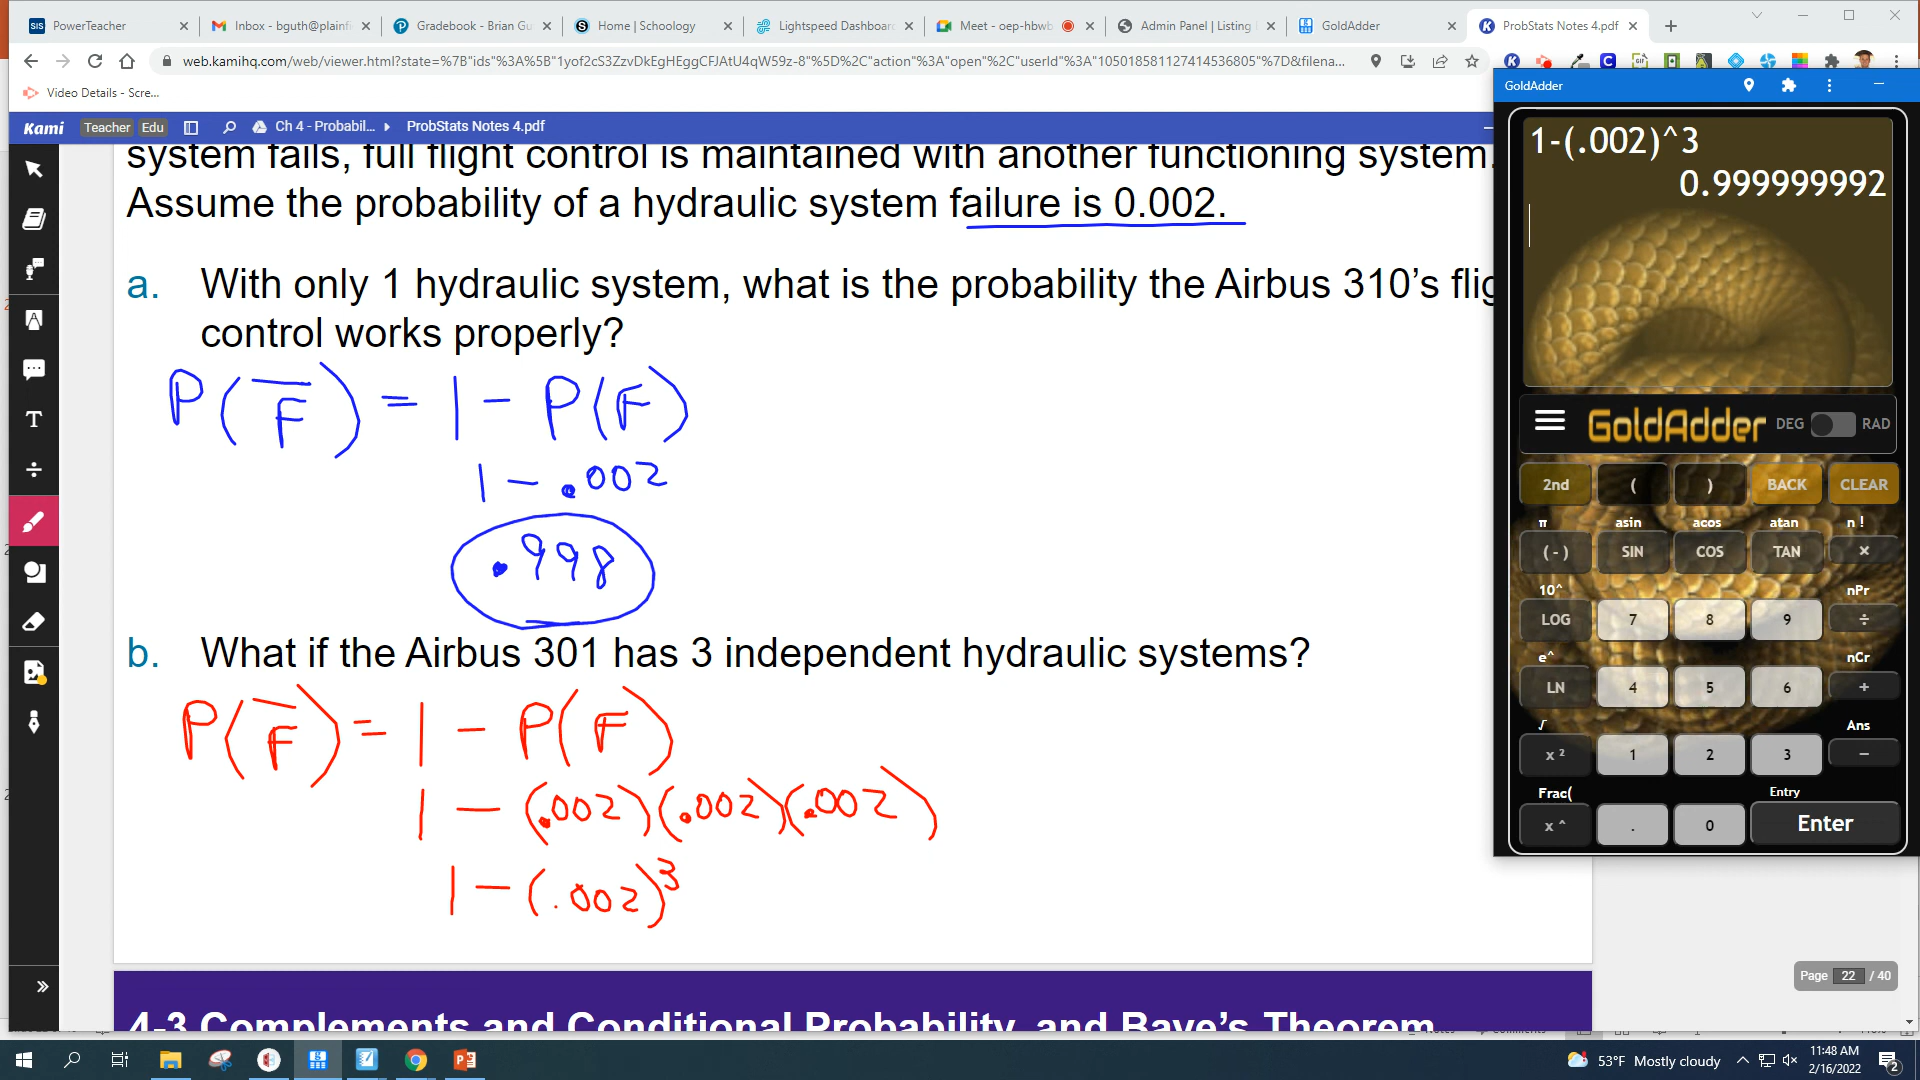 PowerTeacher
Inbox - bguth@plainfi
Gradebook - Brian Gu
Home | Schoology
Lightspeed Dashboard
Meet - oep-hbwb
Admin Panel | Listing
GoldAdder
ProbStats Notes 4.pdf
web.kamihq.com/web/viewer.html?state=%7B"ids"%3A%5B"1yof2cS3ZzvDkEgHEggCFJAtU4qW59z-8"%5D%2C"action"%3A"open"%2C"userId"%3A"105018581127414536805"%7D&filena...
Video Details - Scre...
Kami Teacher Edu Ch 4 - Probabil... ProbStats Notes 4.pdf
system fails, full flight control is maintained with another functioning system.
Assume the probability of a hydraulic system failure is 0.002.
a. With only 1 hydraulic system, what is the probability the Airbus 310's flig
control works properly?
P(F̅) = 1 - P(F)
1 - .002
.998
b. What if the Airbus 301 has 3 independent hydraulic systems?
P(F̅) = 1 - P(F)
1 - (.002)(.002)(.002)
1 - (.002)³
4-3 Complements and Conditional Probability, and Baye's Theorem
Page 22 / 40
GoldAdder
1-(.002)^3
0.999999992
GoldAdder DEG RAD
2nd ( ) BACK CLEAR
π asin acos atan n !
(-) SIN COS TAN ×
10^ nPr
LOG 7 8 9 ÷
e^ nCr
LN 4 5 6 +
√ Ans
x ² 1 2 3 −
Frac( Entry
x ^ . 0 Enter
53°F Mostly cloudy
11:48 AM
2/16/2022
2